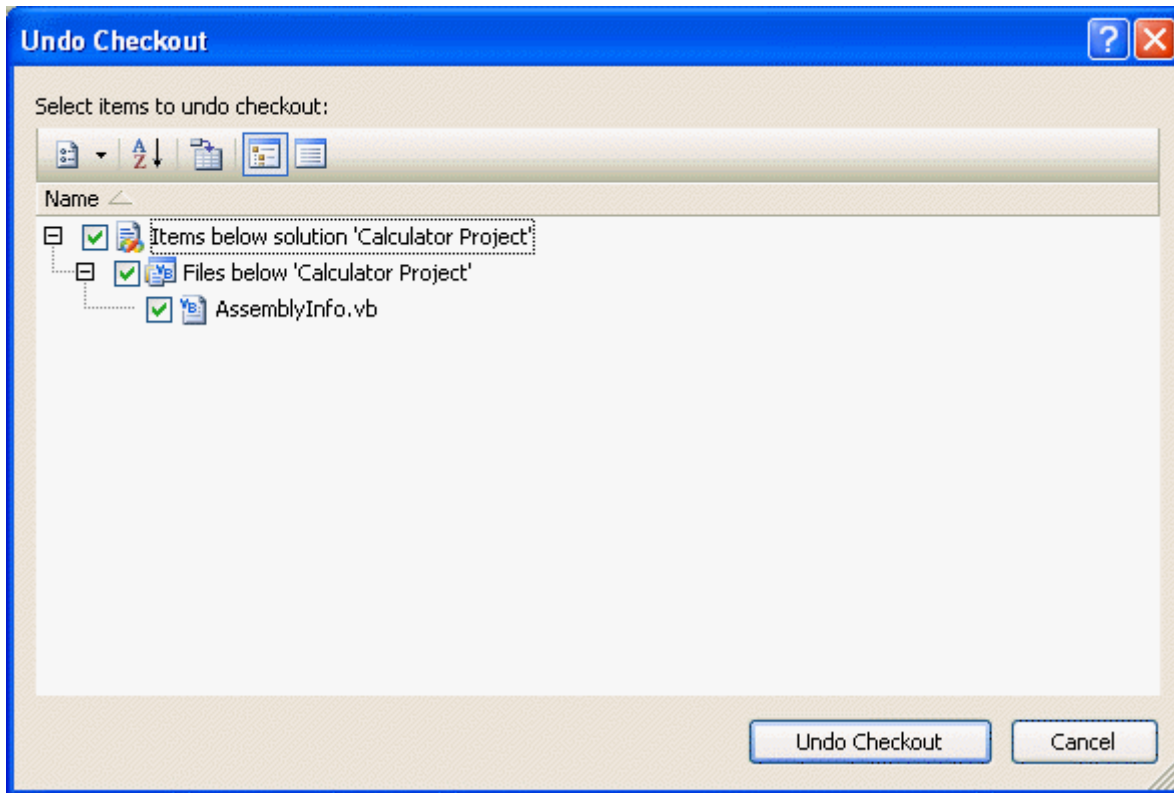 Undo Checkout
Select items to undo checkout:
Name
Items below solution 'Calculator Project'
Files below 'Calculator Project'
AssemblyInfo.vb
Undo Checkout Cancel